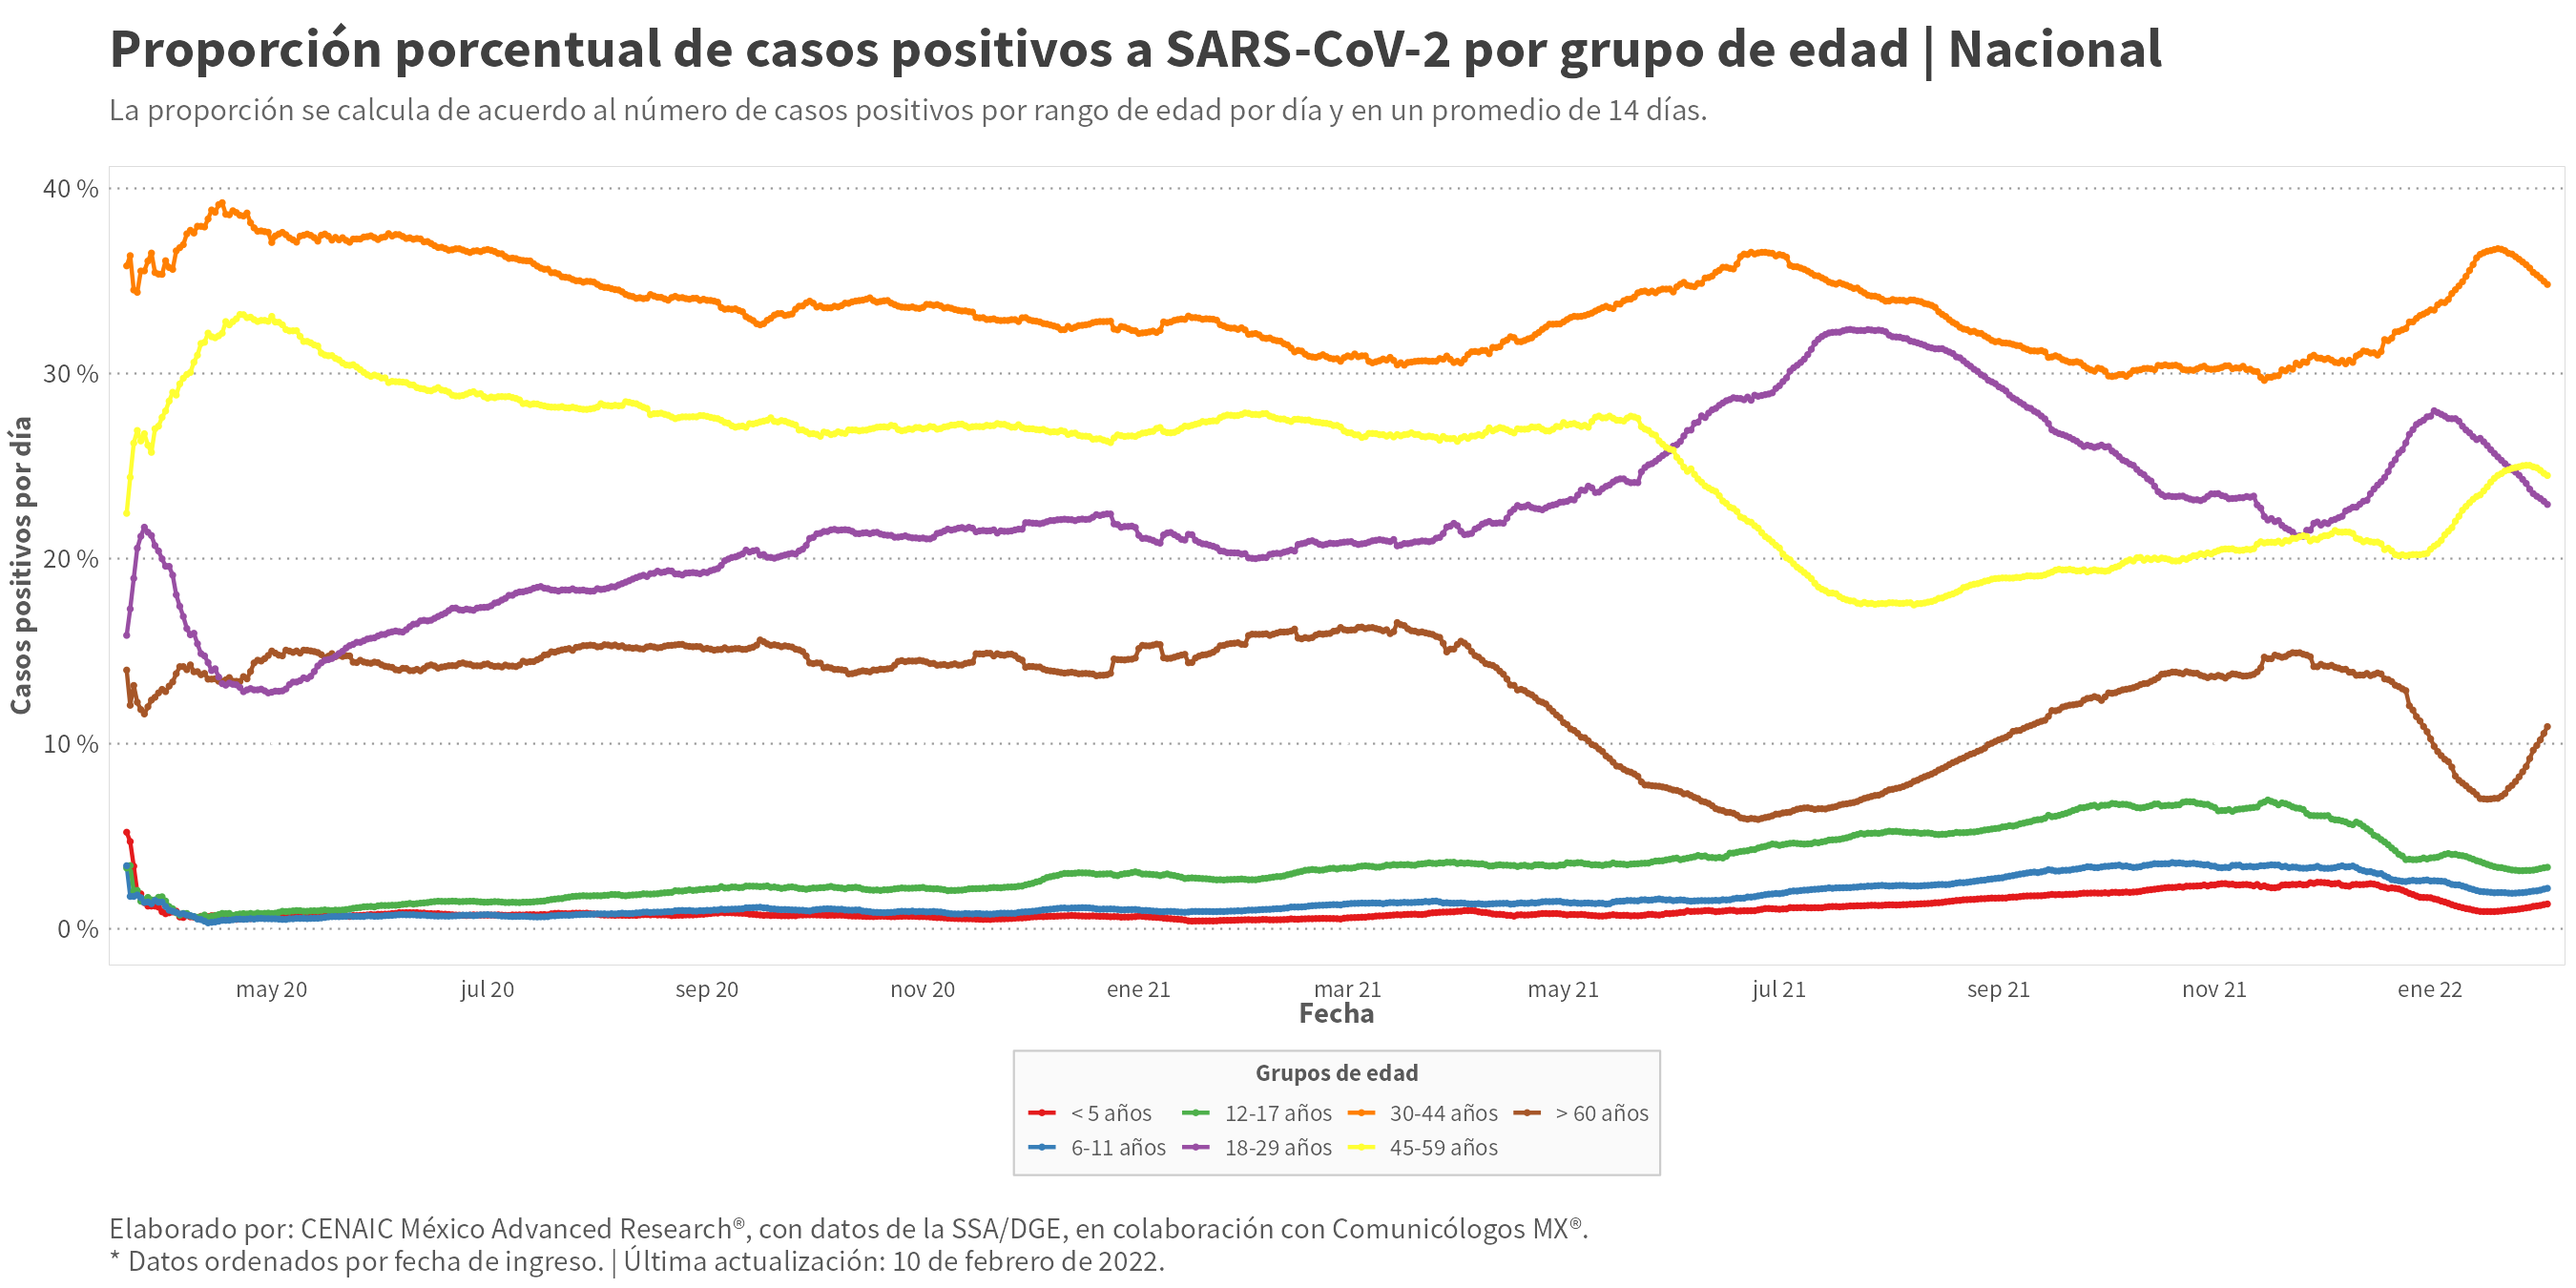 Proporción porcentual de casos positivos a SARS-CoV-2 por grupo de edad | Nacional
La proporción se calcula de acuerdo al número de casos positivos por rango de edad por día y en un promedio de 14 días.
Casos positivos por día
40 %
30 %
20 %
10 %
0 %
may 20 jul 20 sep 20 nov 20 ene 21 mar 21 may 21 jul 21 sep 21 nov 21 ene 22
Fecha
Grupos de edad
< 5 años 12-17 años 30-44 años > 60 años
6-11 años 18-29 años 45-59 años
Elaborado por: CENAIC México Advanced Research®, con datos de la SSA/DGE, en colaboración con Comunicólogos MX®.
* Datos ordenados por fecha de ingreso. | Última actualización: 10 de febrero de 2022.